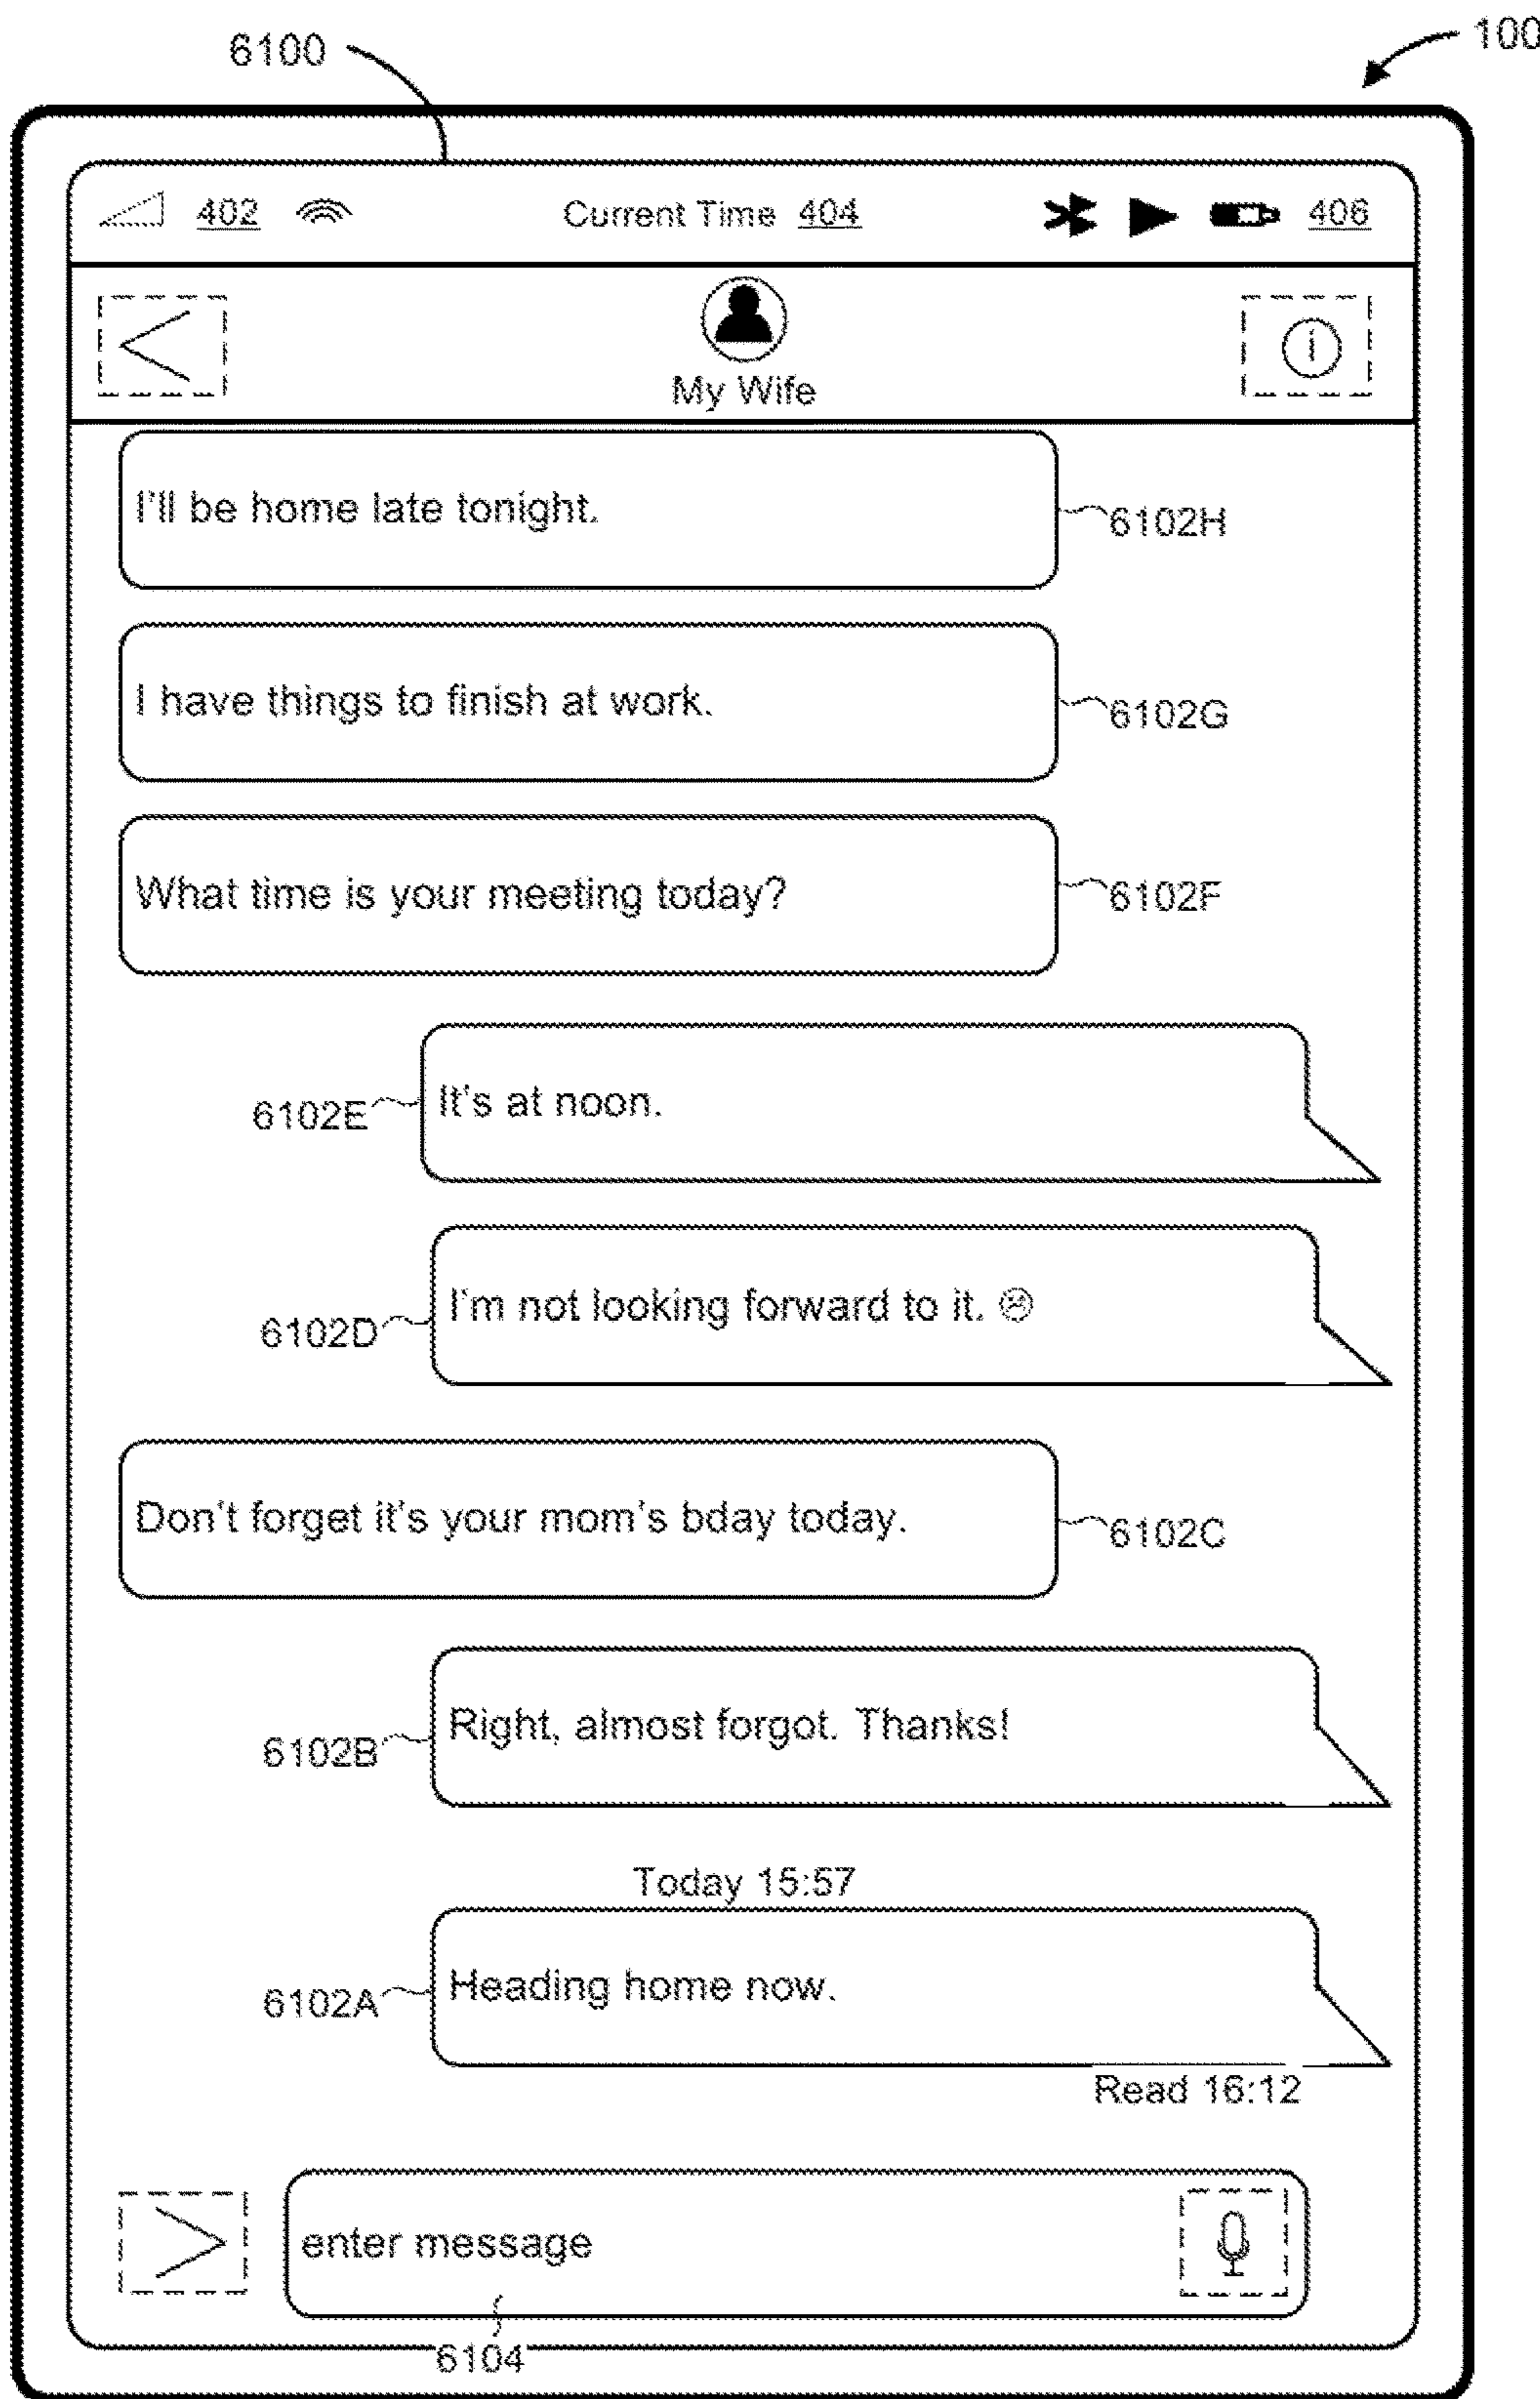 6100
100
402 Current Time 404 406
My Wife
i
I'll be home late tonight.
6102H
I have things to finish at work.
6102G
What time is your meeting today?
6102F
6102E
It's at noon.
6102D
I'm not looking forward to it. ☹
Don't forget it's your mom's bday today.
6102C
6102B
Right, almost forgot. Thanks!
Today 15:57
6102A
Heading home now.
Read 16:12
enter message
6104